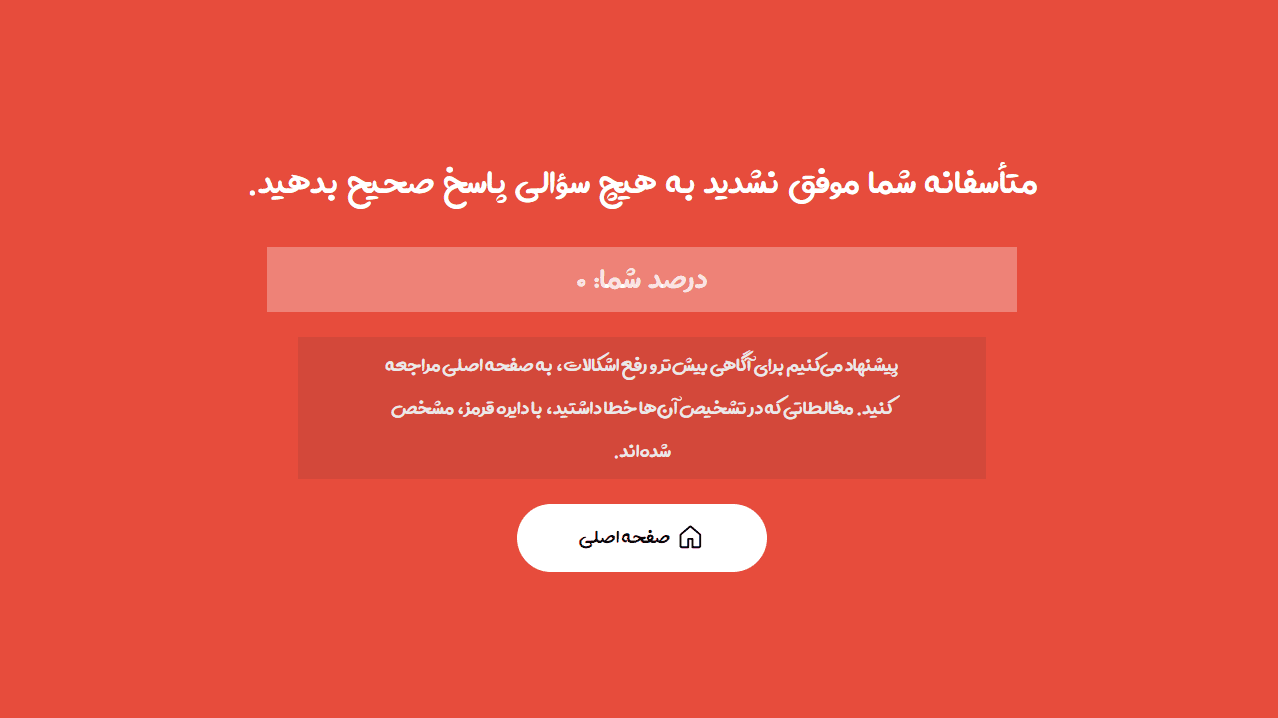 متأسفانه شما موفق نشدید به هیچ سؤالی پاسخ صحیح بدهید.
درصد شما: ۰
پیشنهاد می‌کنیم برای آگاهی بیش‌تر و رفع اشکالات، به صفحه اصلی مراجعه
کنید. مغالطاتی که در تشخیص آن‌ها خطا داشتید، با دایره قرمز، مشخص
شده‌اند.
صفحه اصلی